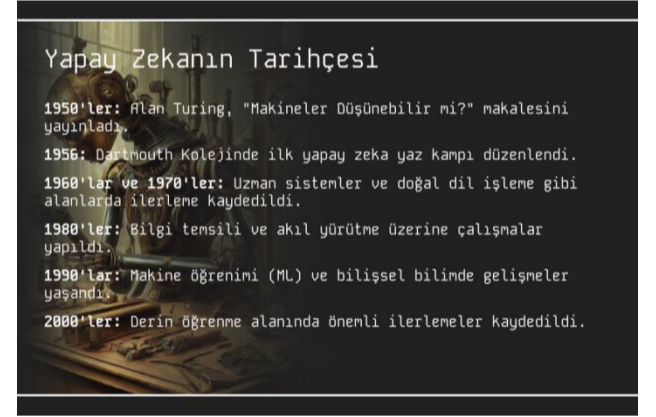 Yapay Zekanın Tarihçesi
1950'ler: Alan Turing, "Makineler Düşünebilir mi?" makalesini
yayınladı.
1956: Dartmouth Kolejinde ilk yapay zeka yaz kampı düzenlendi.
1960'lar ve 1970'ler: Uzman sistemler ve doğal dil işleme gibi
alanlarda ilerleme kaydedildi.
1980'ler: Bilgi temsili ve akıl yürütme üzerine çalışmalar
yapıldı.
1990'lar: Makine öğrenimi (ML) ve bilişsel bilimde gelişmeler
yaşandı.
2000'ler: Derin öğrenme alanında önemli ilerlemeler kaydedildi.